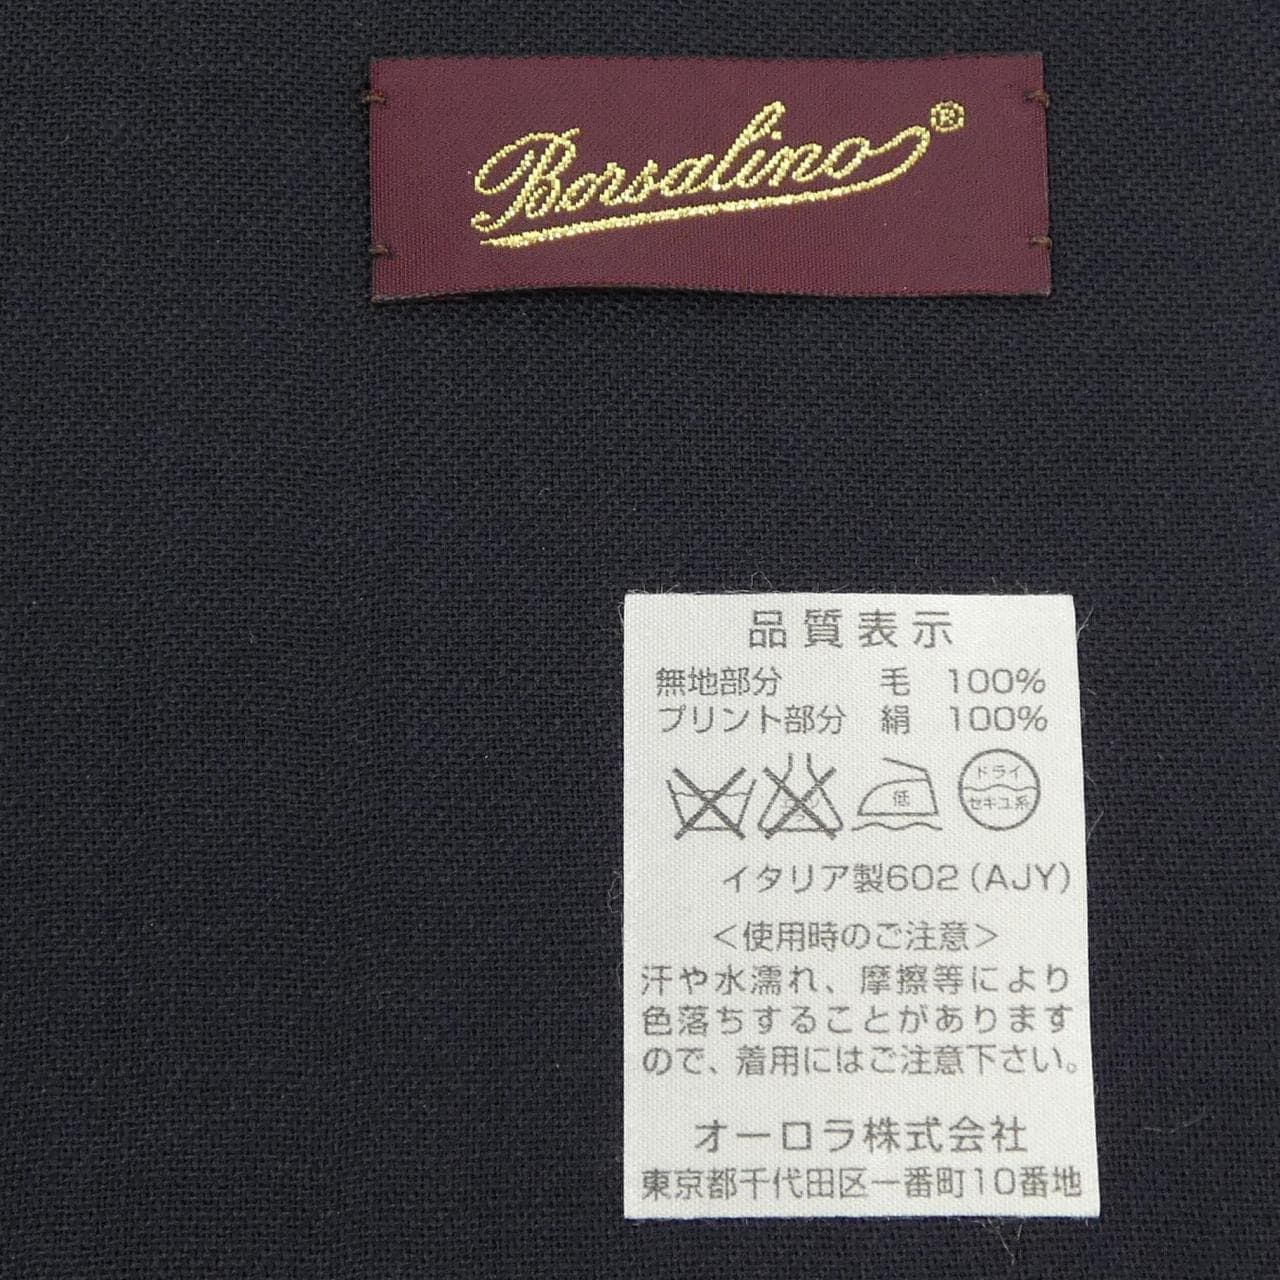 Borsalino®
品質表示
無地部分 毛 100%
プリント部分 絹 100%
低 ドライ
セキユ系
イタリア製602(AJY)
<使用時のご注意>
汗や水濡れ、摩擦等により
色落ちすることがあります
ので、着用にはご注意下さい。
オーロラ株式会社
東京都千代田区一番町10番地